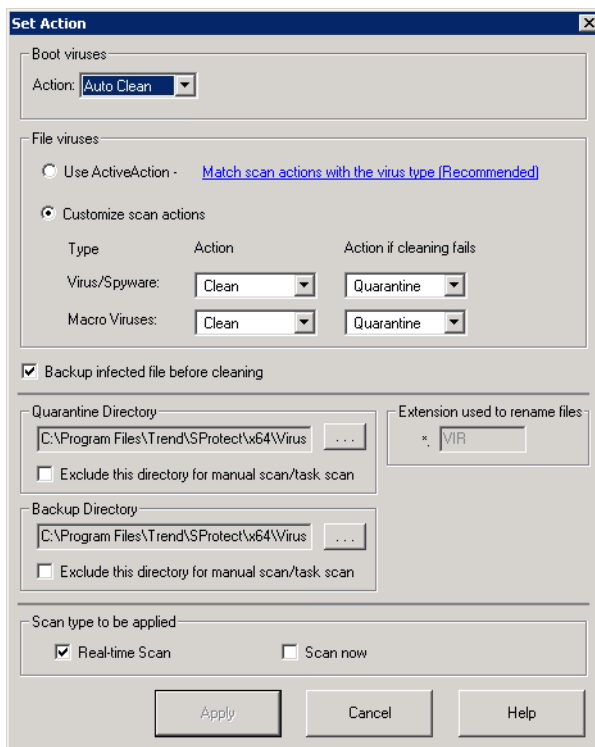 Set Action
Boot viruses
Action: Auto Clean
File viruses
Use ActiveAction - Match scan actions with the virus type (Recommended)
Customize scan actions
Type Action Action if cleaning fails
Virus/Spyware: Clean Quarantine
Macro Viruses: Clean Quarantine
Backup infected file before cleaning
Quarantine Directory
C:\Program Files\Trend\SProtect\x64\Virus ...
Exclude this directory for manual scan/task scan
Extension used to rename files
*. VIR
Backup Directory
C:\Program Files\Trend\SProtect\x64\Virus ...
Exclude this directory for manual scan/task scan
Scan type to be applied
Real-time Scan Scan now
Apply Cancel Help